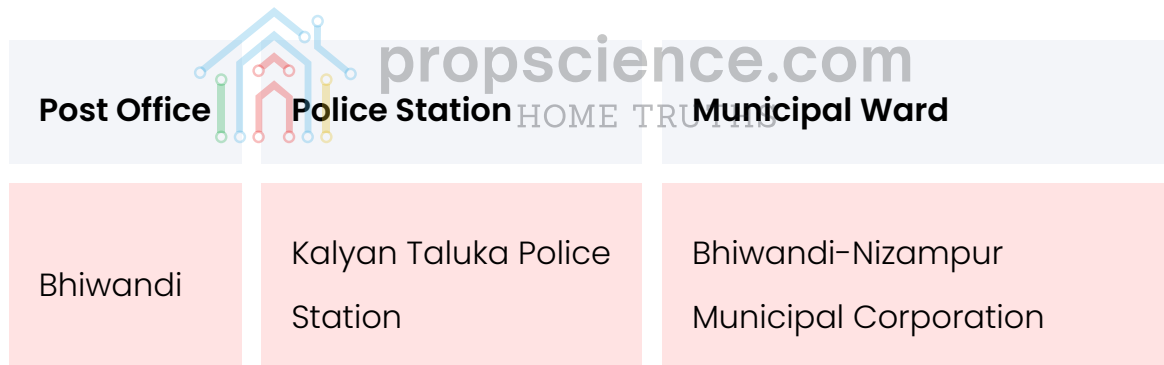 propscience.com
HOME TRUTHS
Post Office Police Station Municipal Ward
Bhiwandi
Kalyan Taluka Police
Station
Bhiwandi-Nizampur
Municipal Corporation